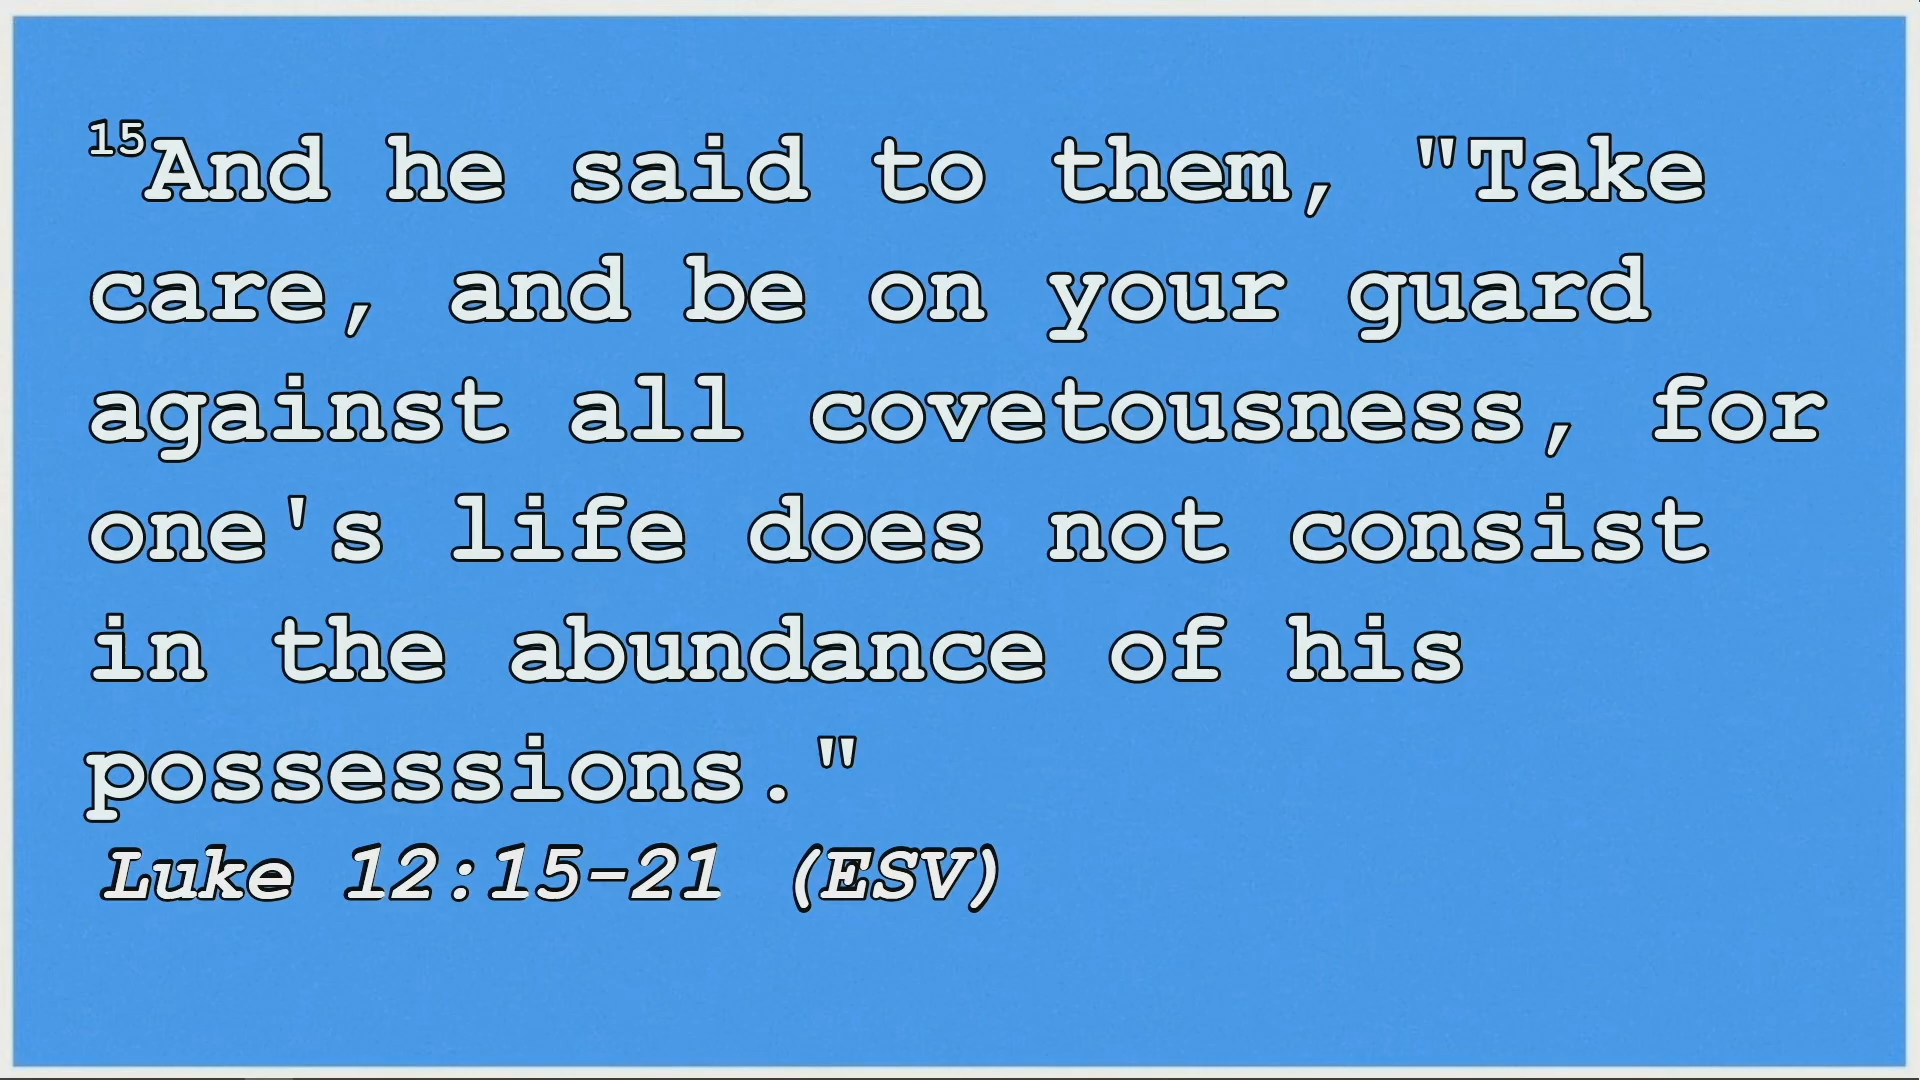 15And he said to them, "Take
care, and be on your guard
against all covetousness, for
one's life does not consist
in the abundance of his
possessions."
Luke 12:15-21 (ESV)